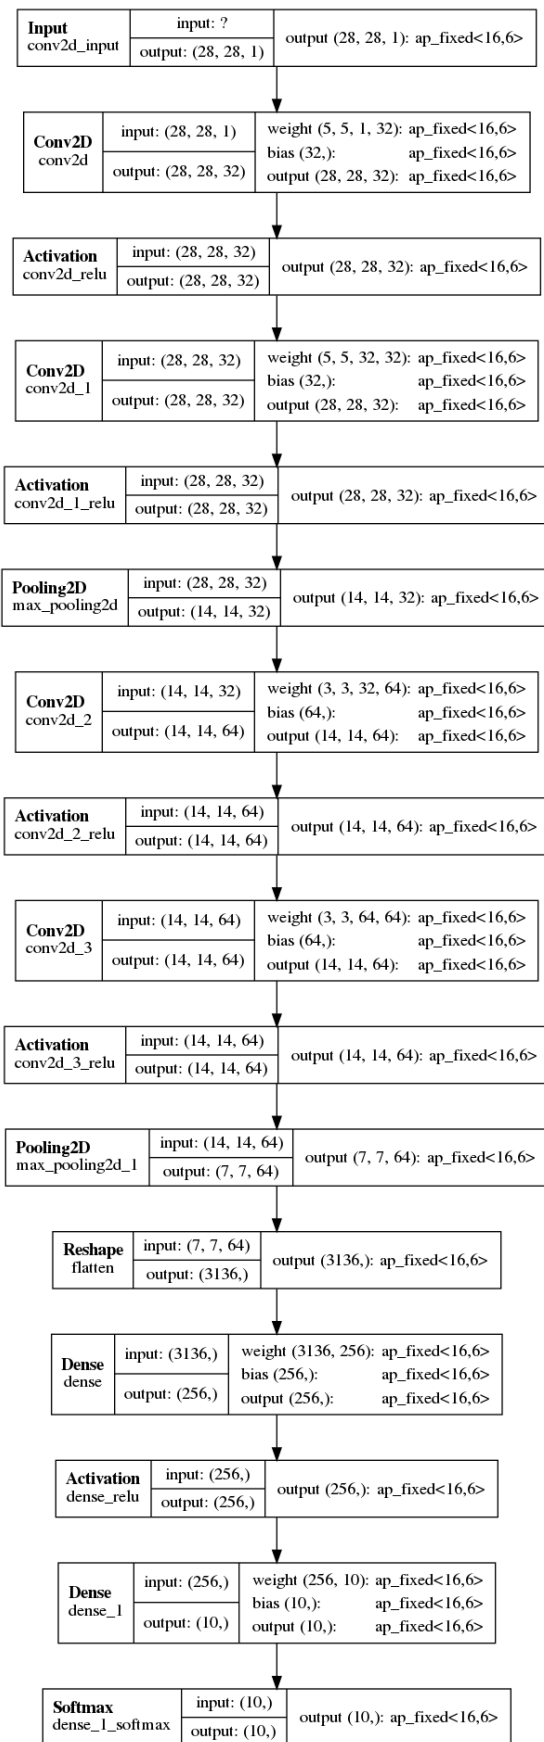 Input
conv2d_input
input: ?
output: (28, 28, 1)
output (28, 28, 1): ap_fixed<16,6>
Conv2D
conv2d
input: (28, 28, 1)
output: (28, 28, 32)
weight (5, 5, 1, 32): ap_fixed<16,6>
bias (32,): ap_fixed<16,6>
output (28, 28, 32): ap_fixed<16,6>
Activation
conv2d_relu
input: (28, 28, 32)
output: (28, 28, 32)
output (28, 28, 32): ap_fixed<16,6>
Conv2D
conv2d_1
input: (28, 28, 32)
output: (28, 28, 32)
weight (5, 5, 32, 32): ap_fixed<16,6>
bias (32,): ap_fixed<16,6>
output (28, 28, 32): ap_fixed<16,6>
Activation
conv2d_1_relu
input: (28, 28, 32)
output: (28, 28, 32)
output (28, 28, 32): ap_fixed<16,6>
Pooling2D
max_pooling2d
input: (28, 28, 32)
output: (14, 14, 32)
output (14, 14, 32): ap_fixed<16,6>
Conv2D
conv2d_2
input: (14, 14, 32)
output: (14, 14, 64)
weight (3, 3, 32, 64): ap_fixed<16,6>
bias (64,): ap_fixed<16,6>
output (14, 14, 64): ap_fixed<16,6>
Activation
conv2d_2_relu
input: (14, 14, 64)
output: (14, 14, 64)
output (14, 14, 64): ap_fixed<16,6>
Conv2D
conv2d_3
input: (14, 14, 64)
output: (14, 14, 64)
weight (3, 3, 64, 64): ap_fixed<16,6>
bias (64,): ap_fixed<16,6>
output (14, 14, 64): ap_fixed<16,6>
Activation
conv2d_3_relu
input: (14, 14, 64)
output: (14, 14, 64)
output (14, 14, 64): ap_fixed<16,6>
Pooling2D
max_pooling2d_1
input: (14, 14, 64)
output: (7, 7, 64)
output (7, 7, 64): ap_fixed<16,6>
Reshape
flatten
input: (7, 7, 64)
output: (3136,)
output (3136,): ap_fixed<16,6>
Dense
dense
input: (3136,)
output: (256,)
weight (3136, 256): ap_fixed<16,6>
bias (256,): ap_fixed<16,6>
output (256,): ap_fixed<16,6>
Activation
dense_relu
input: (256,)
output: (256,)
output (256,): ap_fixed<16,6>
Dense
dense_1
input: (256,)
output: (10,)
weight (256, 10): ap_fixed<16,6>
bias (10,): ap_fixed<16,6>
output (10,): ap_fixed<16,6>
Softmax
dense_1_softmax
input: (10,)
output: (10,)
output (10,): ap_fixed<16,6>